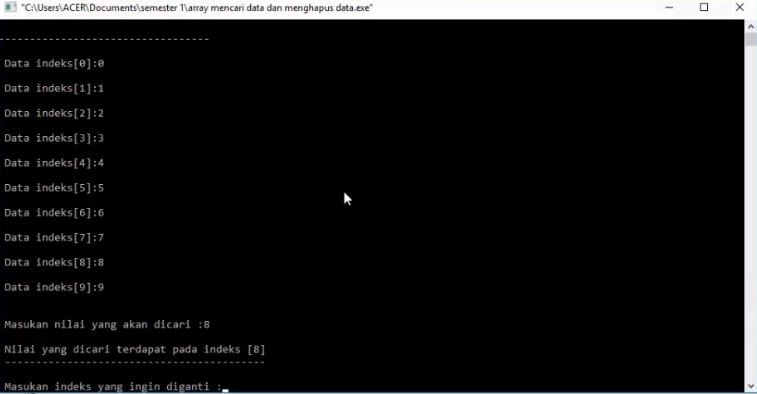 "C:\Users\ACER\Documents\semester 1\array mencari data dan menghapus data.exe"
---------------------------------
Data indeks[0]:0
Data indeks[1]:1
Data indeks[2]:2
Data indeks[3]:3
Data indeks[4]:4
Data indeks[5]:5
Data indeks[6]:6
Data indeks[7]:7
Data indeks[8]:8
Data indeks[9]:9
Masukan nilai yang akan dicari :8
Nilai yang dicari terdapat pada indeks [8]
-----------------------------------------
Masukan indeks yang ingin diganti :_